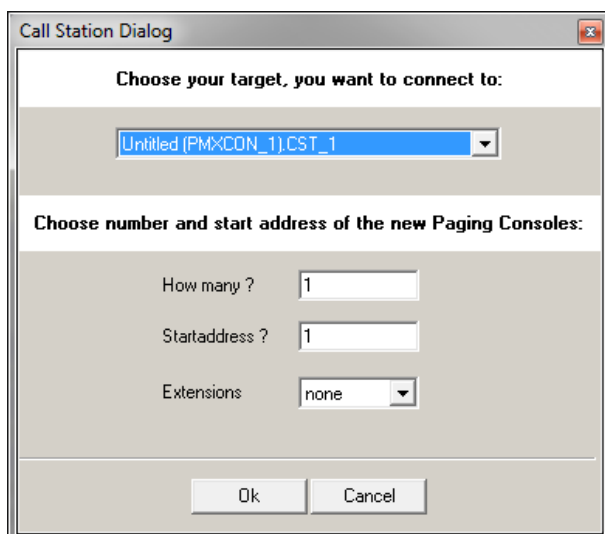 Call Station Dialog
Choose your target, you want to connect to:
Untitled (PMXCON_1).CST_1
Choose number and start address of the new Paging Consoles:
How many ? 1
Startaddress ? 1
Extensions none
Ok Cancel